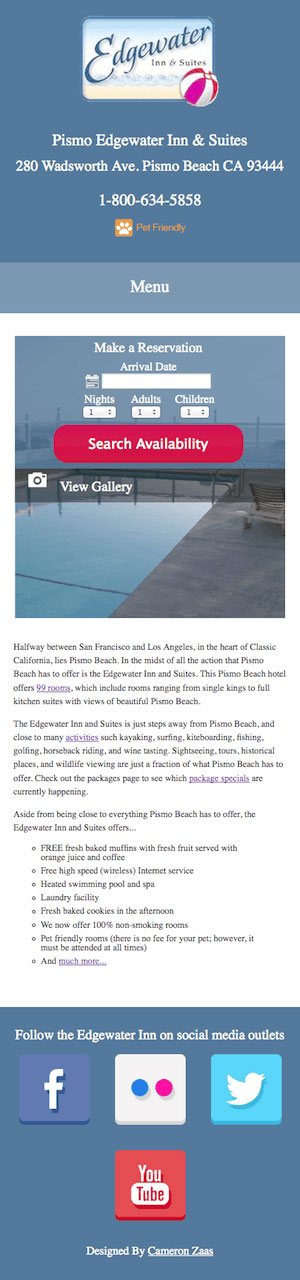 Edgewater
Inn & Suites
Pismo Edgewater Inn & Suites
280 Wadsworth Ave. Pismo Beach CA 93444
1-800-634-5858
Pet Friendly
Menu
Make a Reservation
Arrival Date
Nights Adults Children
1 1 1
Search Availability
View Gallery
Halfway between San Francisco and Los Angeles, in the heart of Classic
California, lies Pismo Beach. In the midst of all the action that Pismo
Beach has to offer is the Edgewater Inn and Suites. This Pismo Beach hotel
offers 99 rooms, which include rooms ranging from single kings to full
kitchen suites with views of beautiful Pismo Beach.
The Edgewater Inn and Suites is just steps away from Pismo Beach, and
close to many activities such kayaking, surfing, kiteboarding, fishing,
golfing, horseback riding, and wine tasting. Sightseeing, tours, historical
places, and wildlife viewing are just a fraction of what Pismo Beach has to
offer. Check out the packages page to see which package specials are
currently happening.
Aside from being close to everything Pismo Beach has to offer, the
Edgewater Inn and Suites offers...
FREE fresh baked muffins with fresh fruit served with
orange juice and coffee
Free high speed (wireless) Internet service
Heated swimming pool and spa
Laundry facility
Fresh baked cookies in the afternoon
We now offer 100% non-smoking rooms
Pet friendly rooms (there is no fee for your pet; however, it
must be attended at all times)
And much more...
Follow the Edgewater Inn on social media outlets
f
You
Tube
Designed By Cameron Zaas